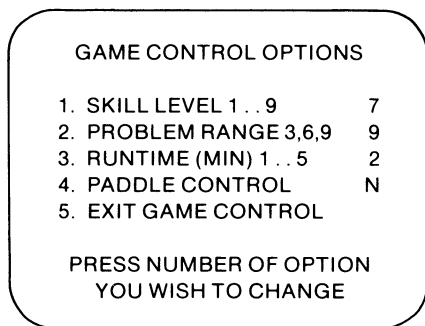 GAME CONTROL OPTIONS
1. SKILL LEVEL 1 . . 9 7
2. PROBLEM RANGE 3,6,9 9
3. RUNTIME (MIN) 1 . . 5 2
4. PADDLE CONTROL N
5. EXIT GAME CONTROL
PRESS NUMBER OF OPTION
YOU WISH TO CHANGE